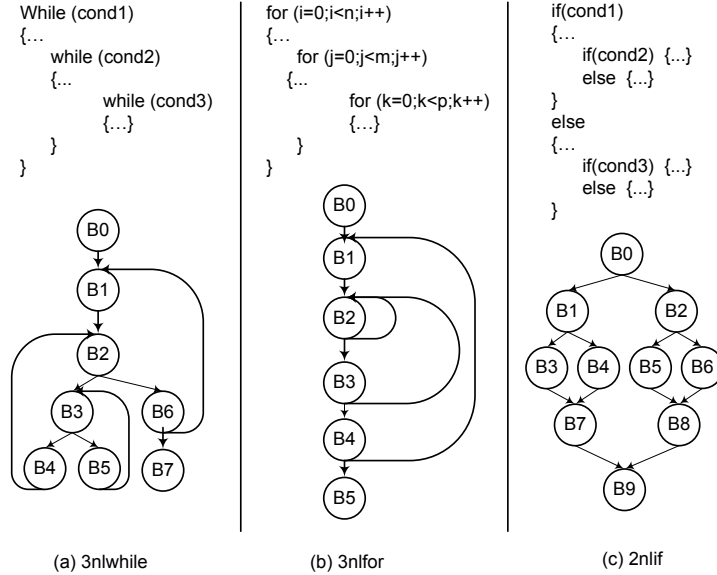 While (cond1)
{…
while (cond2)
{...
while (cond3)
{…}
}
}
B0
B1
B2
B3
B6
B4
B5
B7
(a) 3nlwhile
for (i=0;i<n;i++)
{…
for (j=0;j<m;j++)
{...
for (k=0;k<p;k++)
{…}
}
}
B0
B1
B2
B3
B4
B5
(b) 3nlfor
if(cond1)
{…
if(cond2) {...}
else {...}
}
else
{…
if(cond3) {...}
else {...}
}
B0
B1
B2
B3
B4
B5
B6
B7
B8
B9
(c) 2nlif